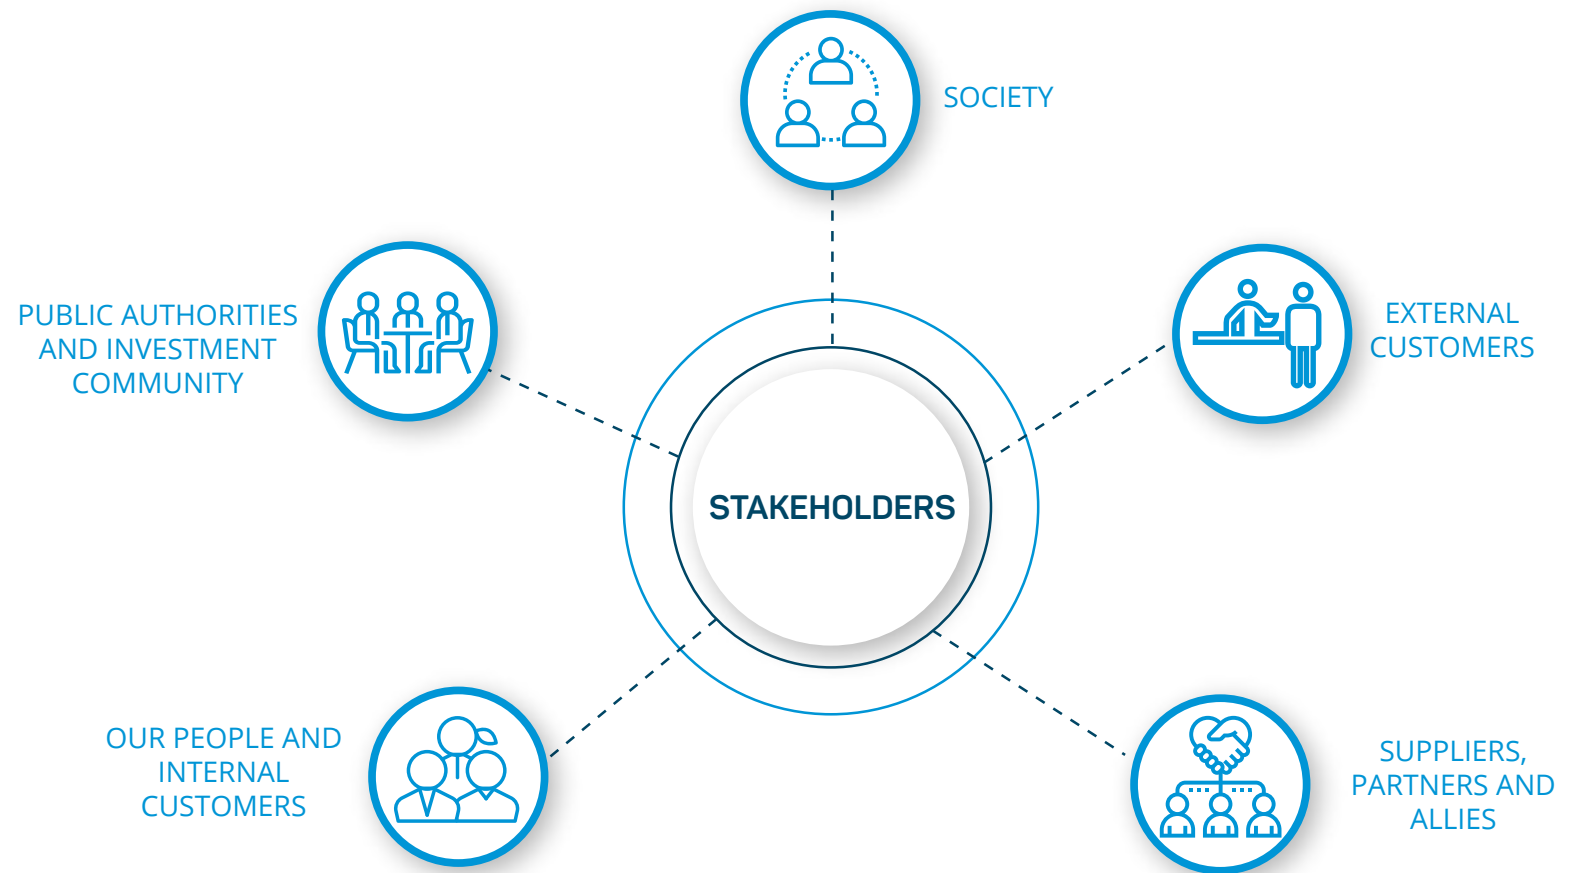 SOCIETY
PUBLIC AUTHORITIES
AND INVESTMENT
COMMUNITY
EXTERNAL
CUSTOMERS
STAKEHOLDERS
OUR PEOPLE AND
INTERNAL
CUSTOMERS
SUPPLIERS,
PARTNERS AND
ALLIES